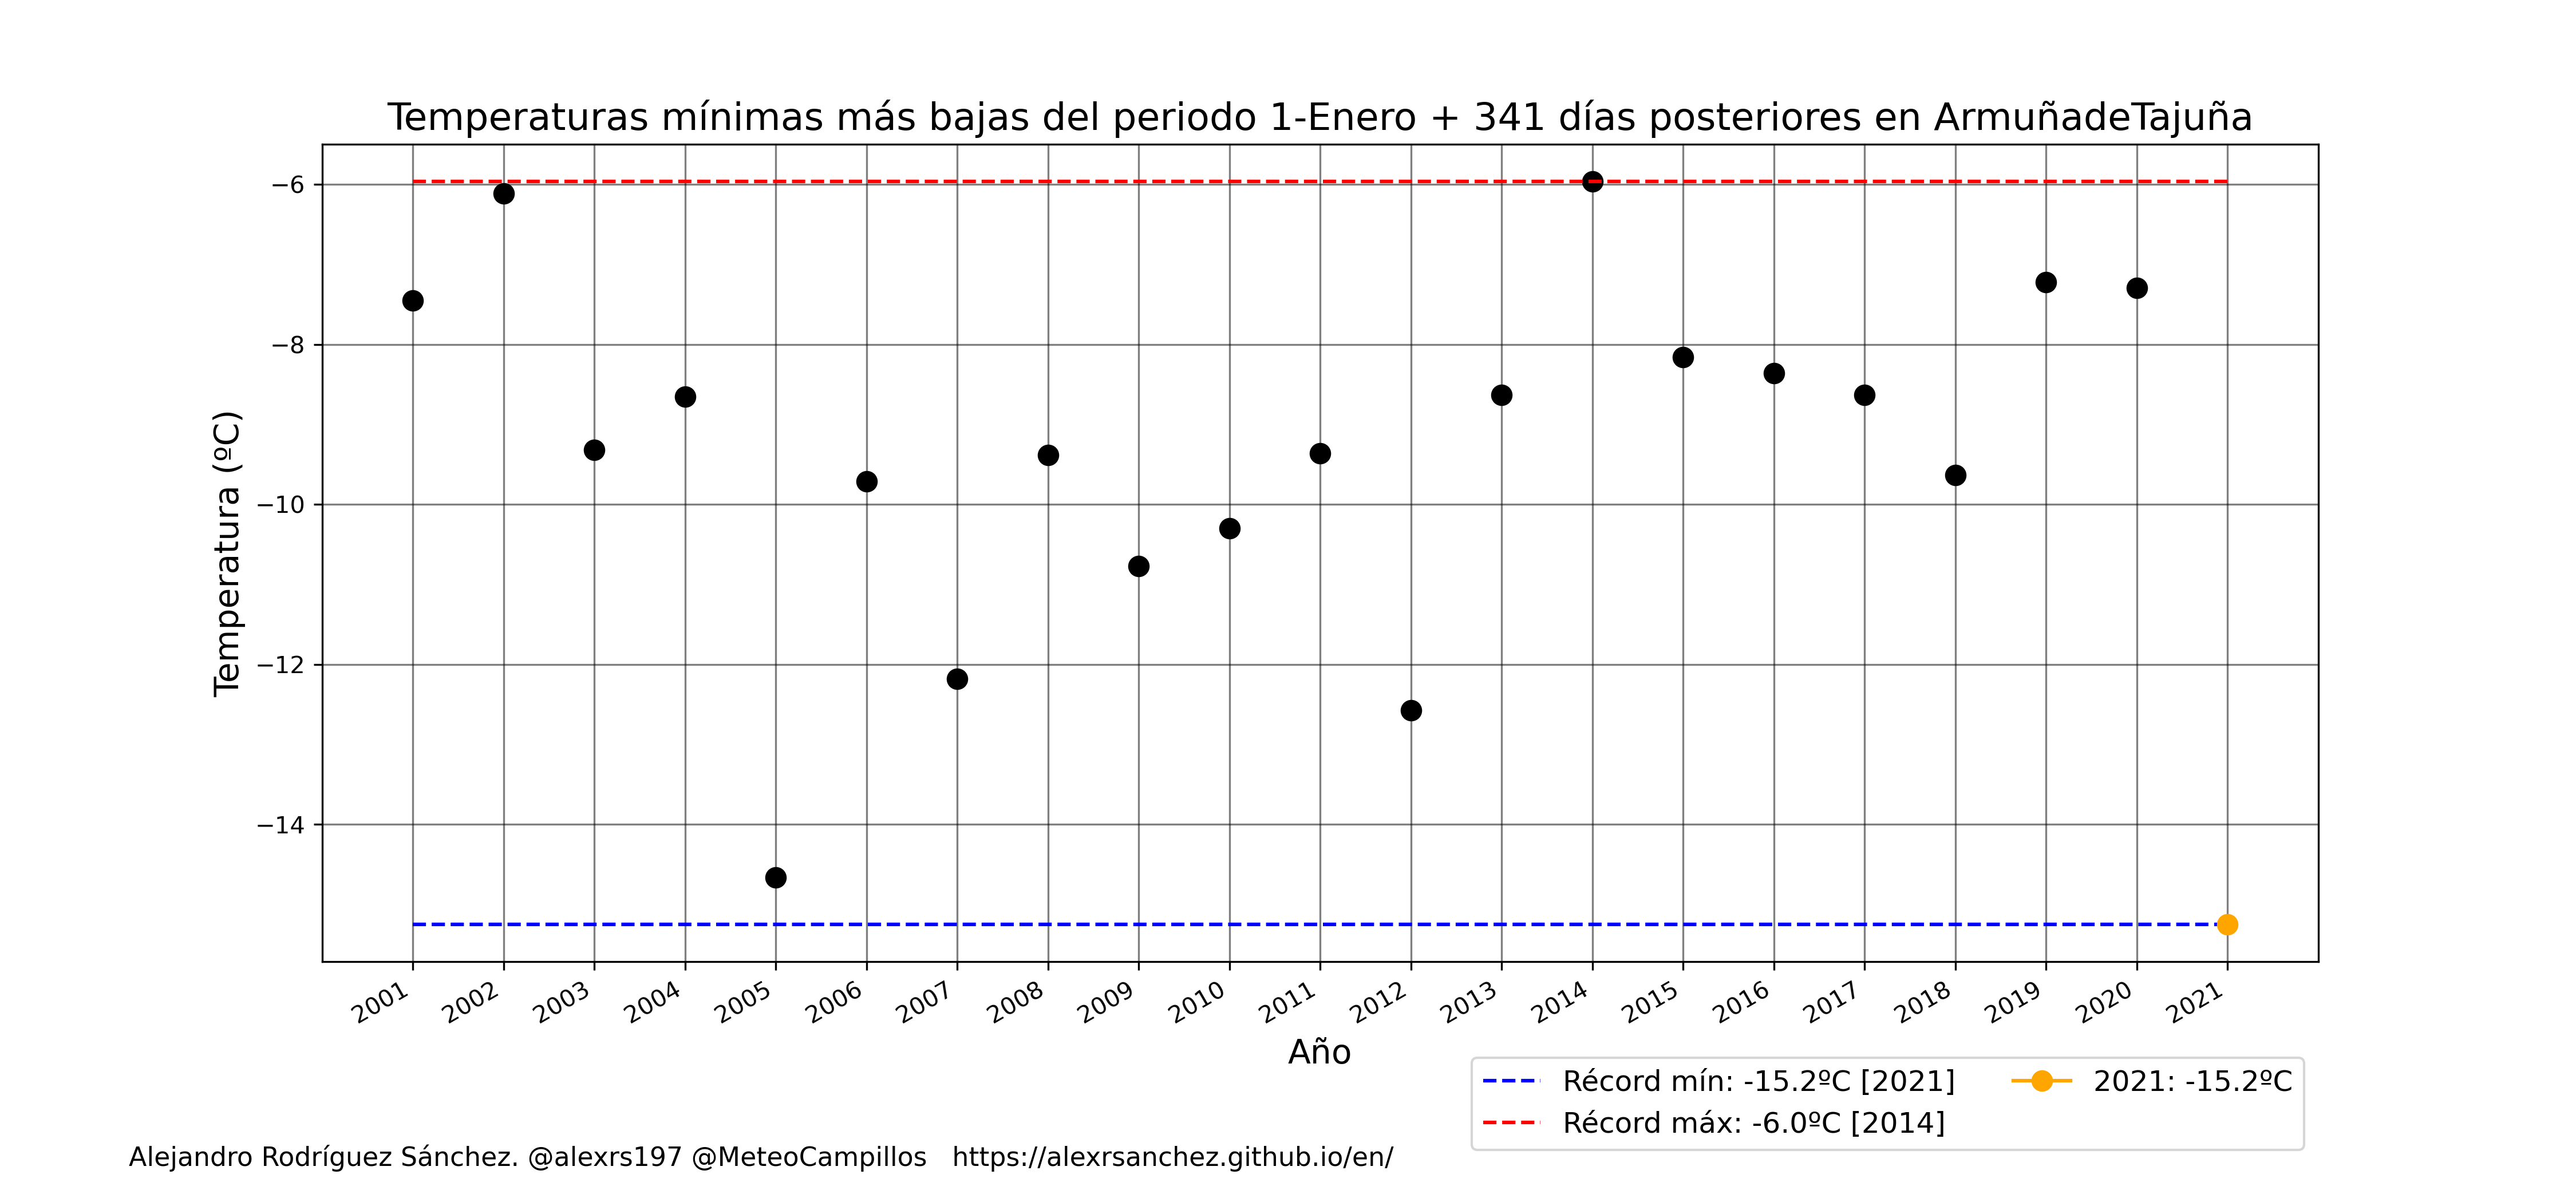 Temperaturas mínimas más bajas del periodo 1-Enero + 341 días posteriores en ArmuñadeTajuña
Temperatura (ºC)
−6
−8
−10
−12
−14
2001 2002 2003 2004 2005 2006 2007 2008 2009 2010 2011 2012 2013 2014 2015 2016 2017 2018 2019 2020 2021
Año
Récord mín: -15.2ºC [2021] 2021: -15.2ºC
Récord máx: -6.0ºC [2014]
Alejandro Rodríguez Sánchez. @alexrs197 @MeteoCampillos https://alexrsanchez.github.io/en/